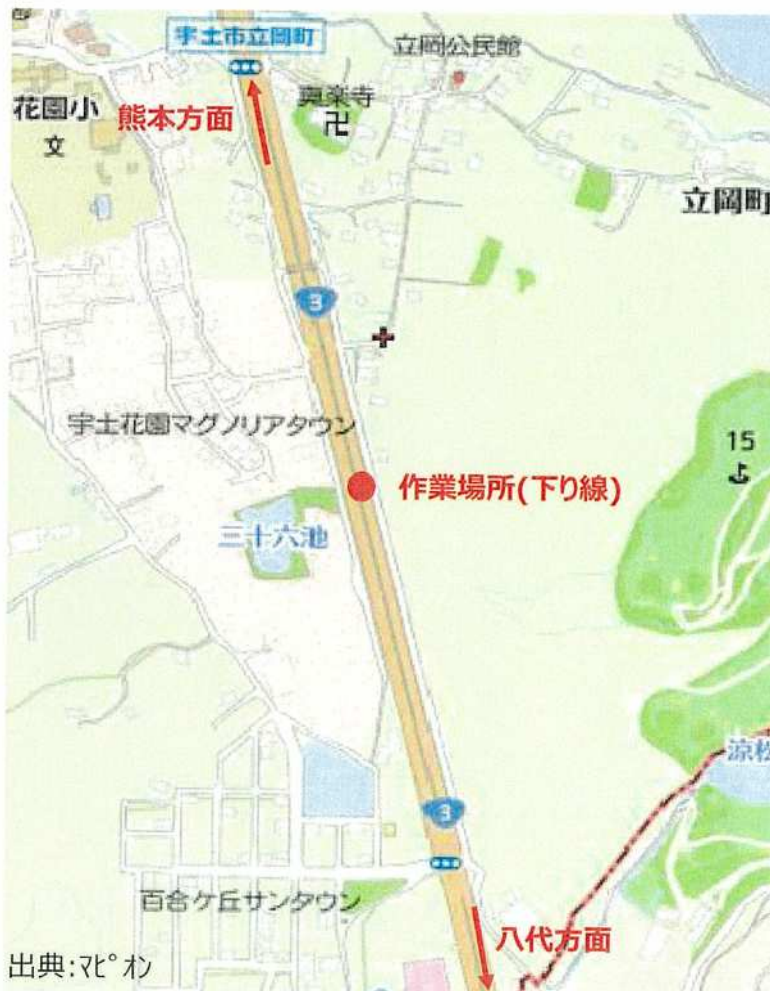 宇土市立岡町
立岡公民館
花園小
熊本方面
興楽寺
卍
文
立岡町
3
宇土花園マグノリアタウン
15
作業場所(下り線)
三十六池
涼松
3
百合ケ丘サンタウン
八代方面
出典:マピオン